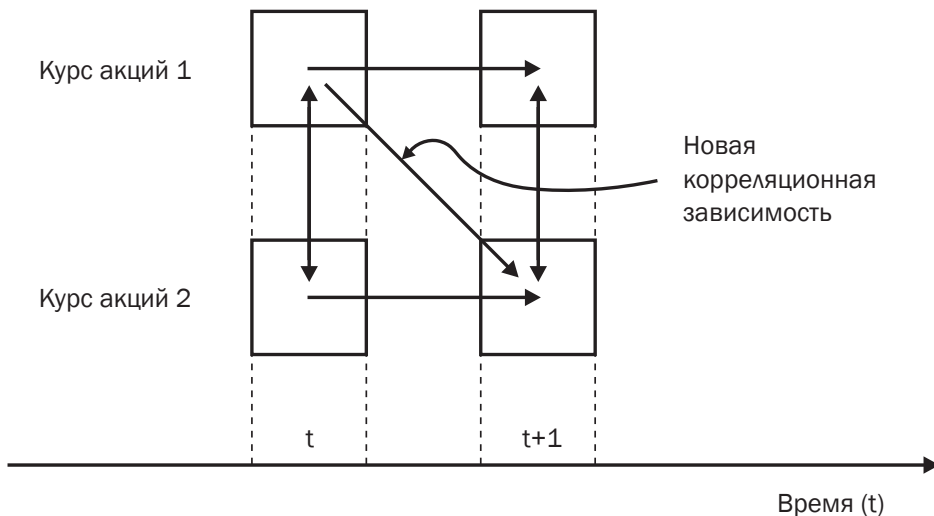 Курс акций 1
Новая
корреляционная
зависимость
Курс акций 2
t
t+1
Время (t)